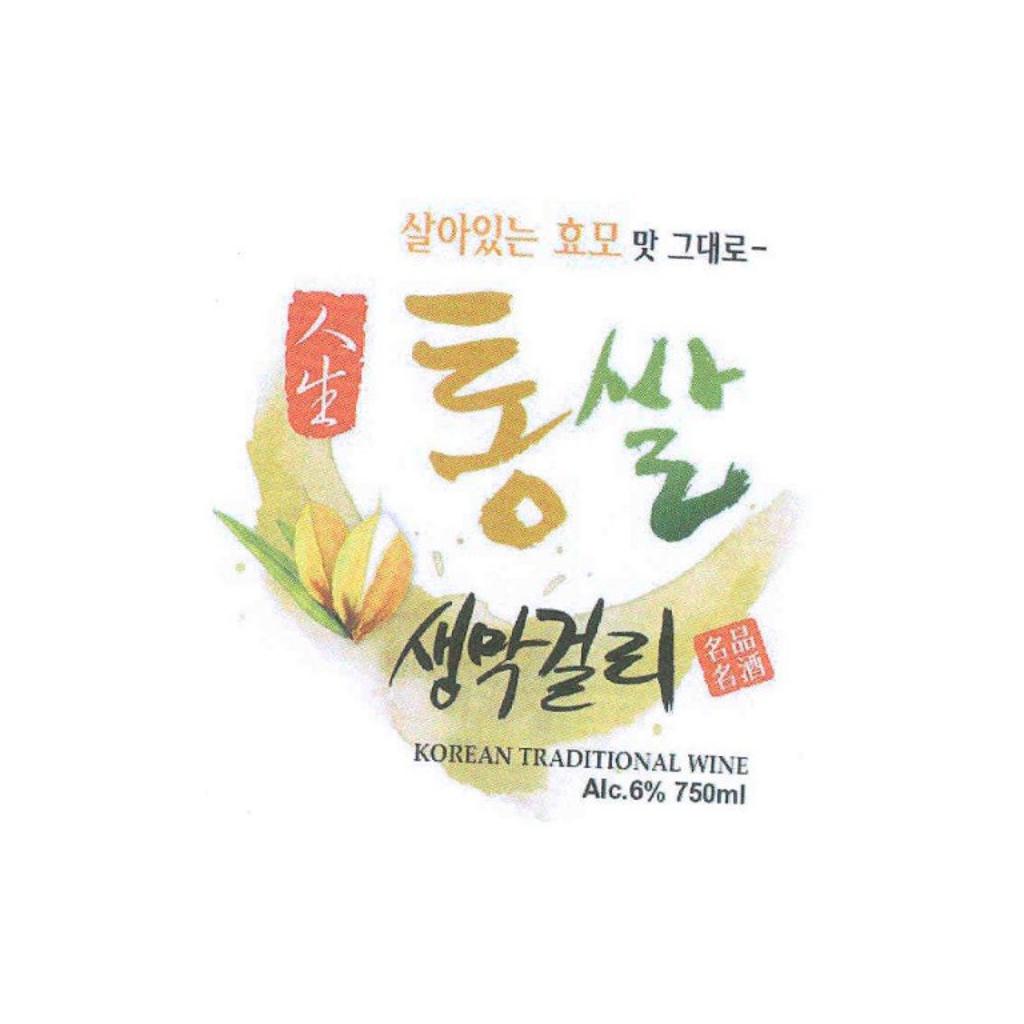 살아있는 효모 맛 그대로-
人生
통쌀
생막걸리
名品
名酒
KOREAN TRADITIONAL WINE
Alc.6% 750ml